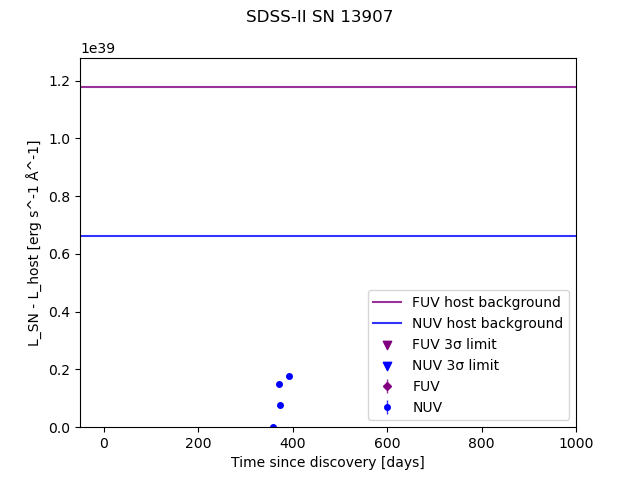 SDSS-II SN 13907
1e39
1.2
1.0
0.8
0.6
0.4
0.2
0.0
L_SN - L_host [erg s^-1 Å^-1]
FUV host background
NUV host background
FUV 3σ limit
NUV 3σ limit
FUV
NUV
0 200 400 600 800 1000
Time since discovery [days]